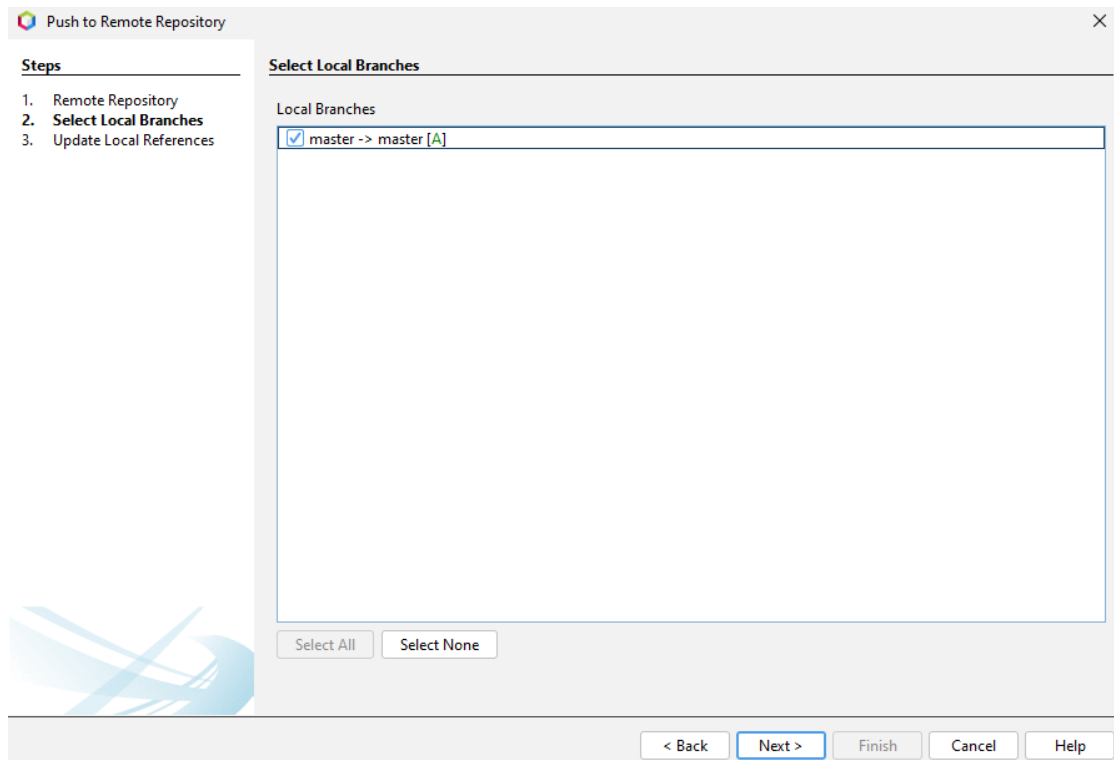 Push to Remote Repository
Steps
1. Remote Repository
2. Select Local Branches
3. Update Local References
Select Local Branches
Local Branches
master -> master [A]
Select All
Select None
< Back
Next >
Finish
Cancel
Help